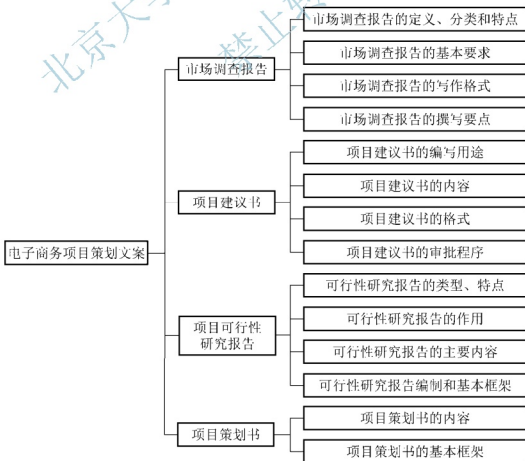 电子商务项目策划文案
市场调查报告
市场调查报告的定义、分类和特点
市场调查报告的基本要求
市场调查报告的写作格式
市场调查报告的撰写要点
项目建议书
项目建议书的编写用途
项目建议书的内容
项目建议书的格式
项目建议书的审批程序
项目可行性
研究报告
可行性研究报告的类型、特点
可行性研究报告的作用
可行性研究报告的主要内容
可行性研究报告编制和基本框架
项目策划书
项目策划书的内容
项目策划书的基本框架
北京大
禁止